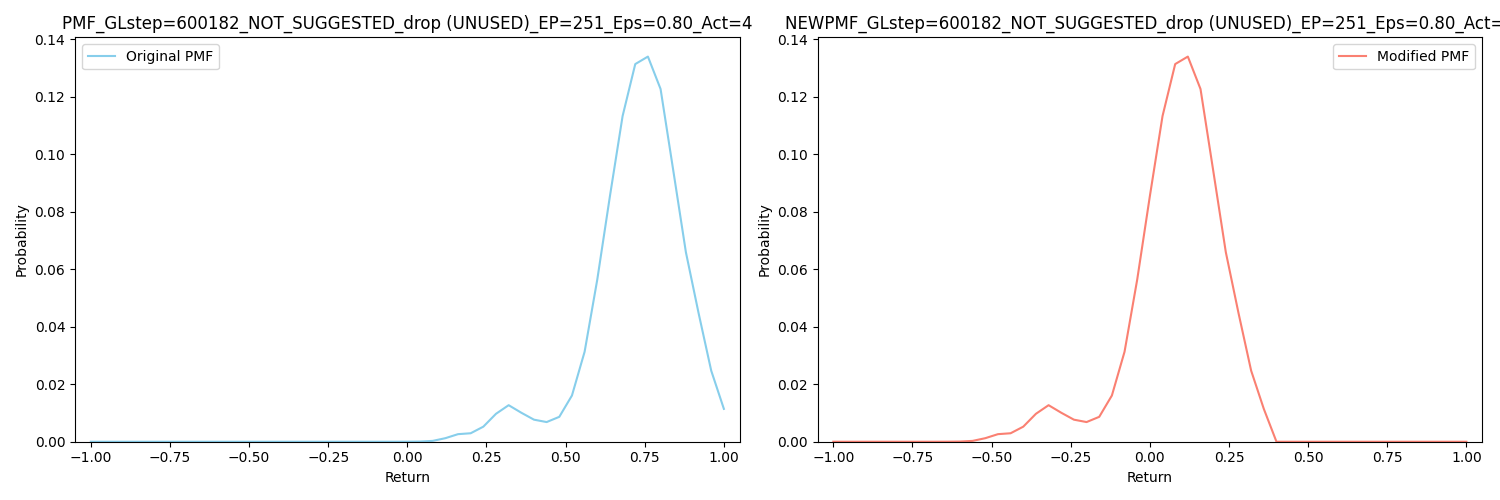 PMF_GLstep=600182_NOT_SUGGESTED_drop (UNUSED)_EP=251_Eps=0.80_Act=4
Original PMF
0.14
0.12
0.10
0.08
0.06
0.04
0.02
0.00
Probability
−1.00 −0.75 −0.50 −0.25 0.00 0.25 0.50 0.75 1.00
Return
NEWPMF_GLstep=600182_NOT_SUGGESTED_drop (UNUSED)_EP=251_Eps=0.80_Act=
Modified PMF
0.14
0.12
0.10
0.08
0.06
0.04
0.02
0.00
Probability
−1.00 −0.75 −0.50 −0.25 0.00 0.25 0.50 0.75 1.00
Return